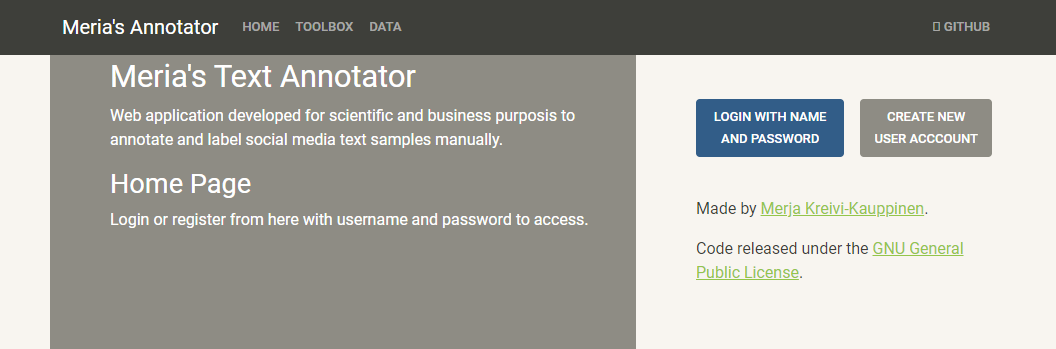 Meria's Annotator HOME TOOLBOX DATA GITHUB
Meria's Text Annotator
Web application developed for scientific and business purposis to
annotate and label social media text samples manually.
Home Page
Login or register from here with username and password to access.
LOGIN WITH NAME
AND PASSWORD
CREATE NEW
USER ACCCOUNT
Made by Merja Kreivi-Kauppinen.
Code released under the GNU General
Public License.